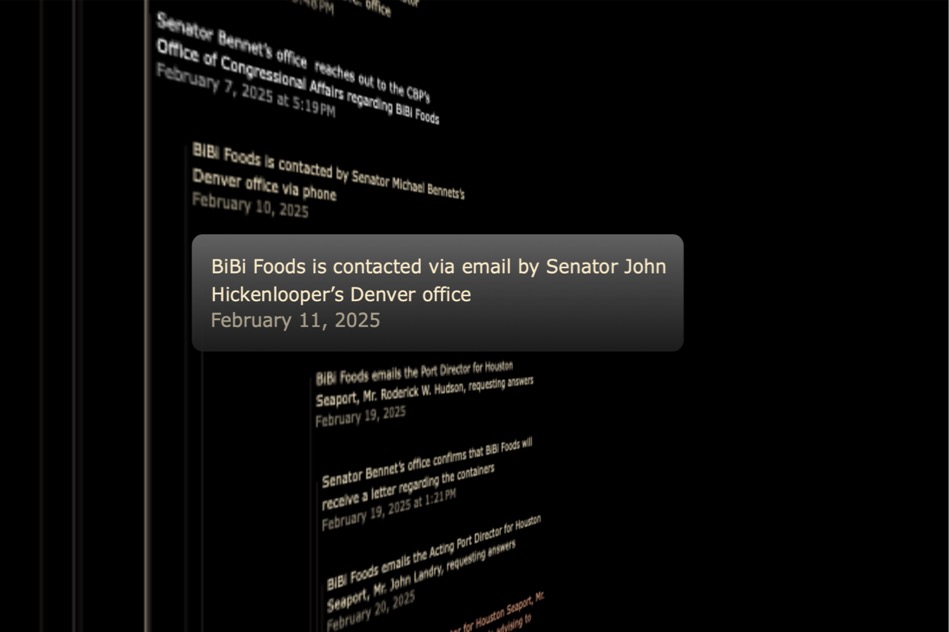 5:48PM
office
Senator Bennet's office reaches out to the CBP's
Office of Congressional Affairs regarding BiBi Foods
February 7, 2025 at 5:19PM
BiBi Foods is contacted by Senator Michael Bennets's
Denver office via phone
February 10, 2025
BiBi Foods is contacted via email by Senator John
Hickenlooper's Denver office
February 11, 2025
BiBi Foods emails the Port Director for Houston
Seaport, Mr. Roderick W. Hudson, requesting answers
February 19, 2025
Senator Bennet's office confirms that BiBi Foods will
receive a letter regarding the containers
February 19, 2025 at 1:21PM
BiBi Foods emails the Acting Port Director for Houston
Seaport, Mr. John Landry, requesting answers
February 20, 2025
for Houston Seaport, Mr.
advising to